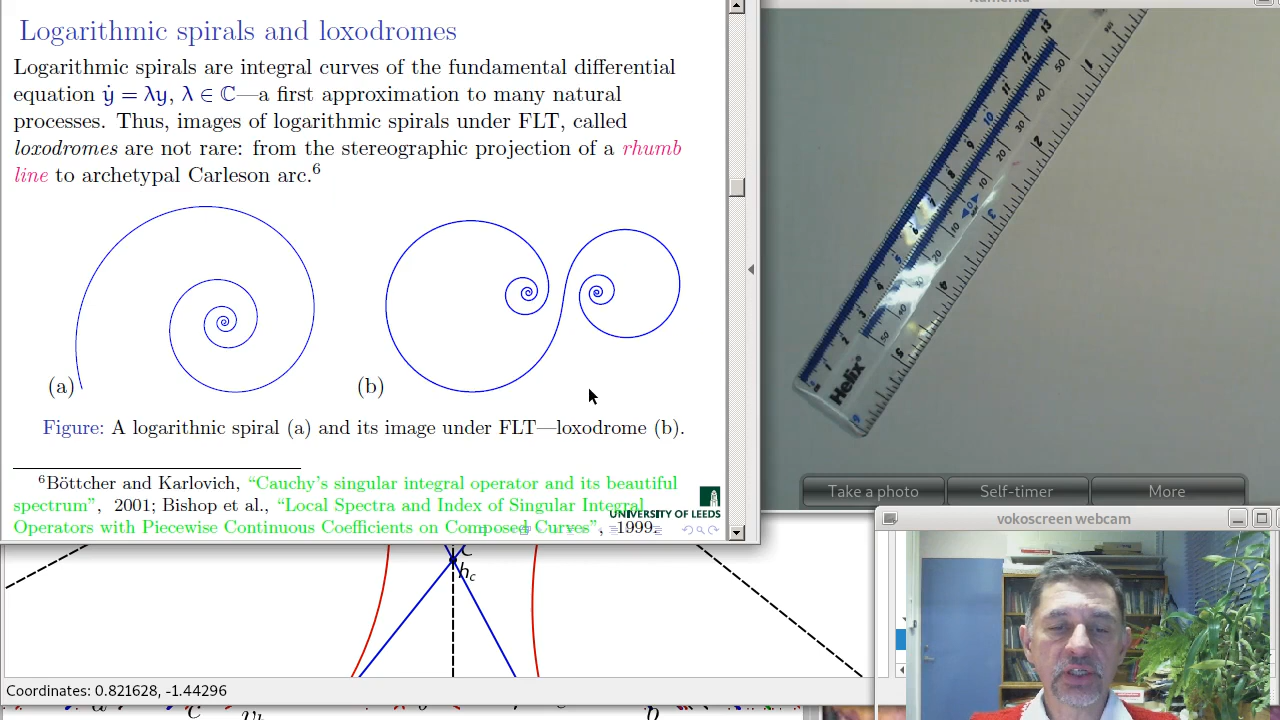 Logarithmic spirals and loxodromes
Logarithmic spirals are integral curves of the fundamental differential
equation ẏ = λy, λ ∈ ℂ—a first approximation to many natural
processes. Thus, images of logarithmic spirals under FLT, called
loxodromes are not rare: from the stereographic projection of a rhumb
line to archetypal Carleson arc.⁶
(a)
(b)
Figure: A logarithnic spiral (a) and its image under FLT—loxodrome (b).
⁶Böttcher and Karlovich, “Cauchy’s singular integral operator and its beautiful
spectrum”, 2001; Bishop et al., “Local Spectra and Index of Singular Integral
Operators with Piecewise Continuous Coefficients on Composed Curves”, 1999.
UNIVERSITY OF LEEDS
Helix
Take a photo
Self-timer
More
vokoscreen webcam
h_c
Coordinates: 0.821628, -1.44296